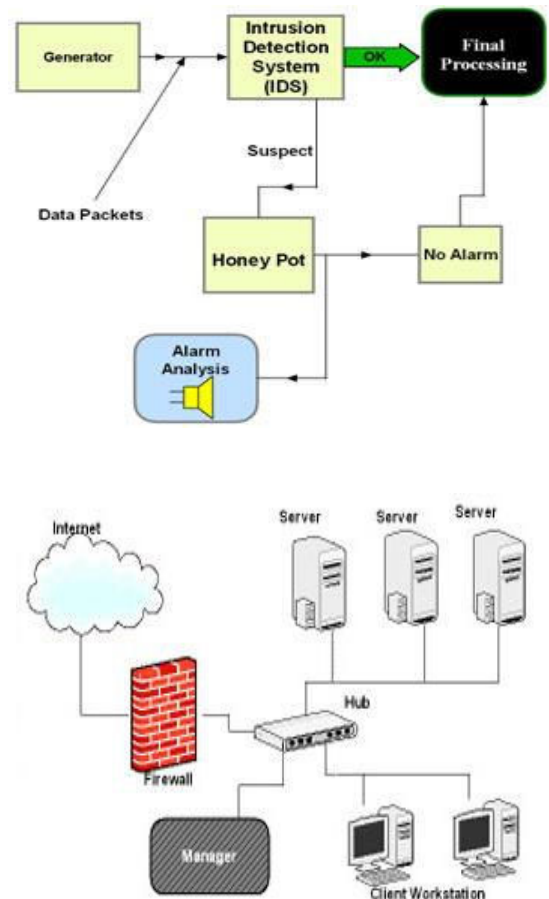 Generator
Intrusion
Detection
System
(IDS)
OK
Final
Processing
Suspect
Data Packets
Honey Pot
No Alarm
Alarm
Analysis
Internet
Server
Server
Server
Hub
Firewall
Manager
Client Workstation